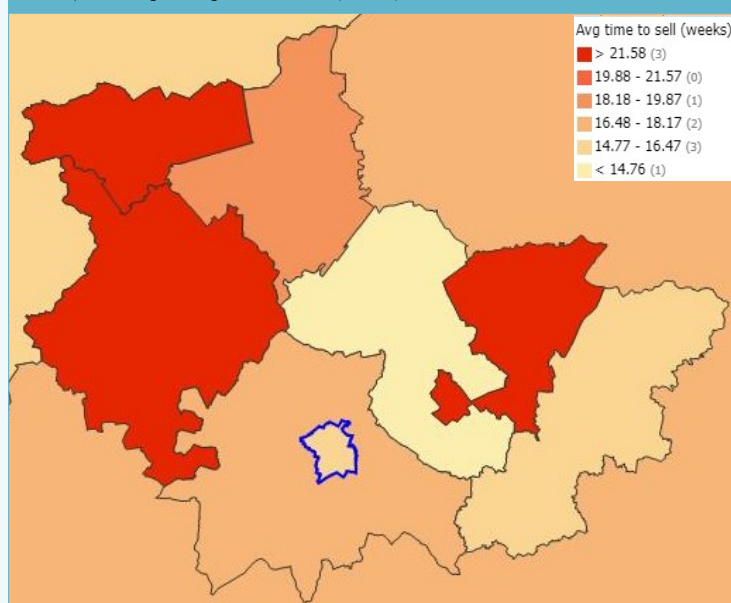 Avg time to sell (weeks)
> 21.58 (3)
19.88 - 21.57 (0)
18.18 - 19.87 (1)
16.48 - 18.17 (2)
14.77 - 16.47 (3)
< 14.76 (1)